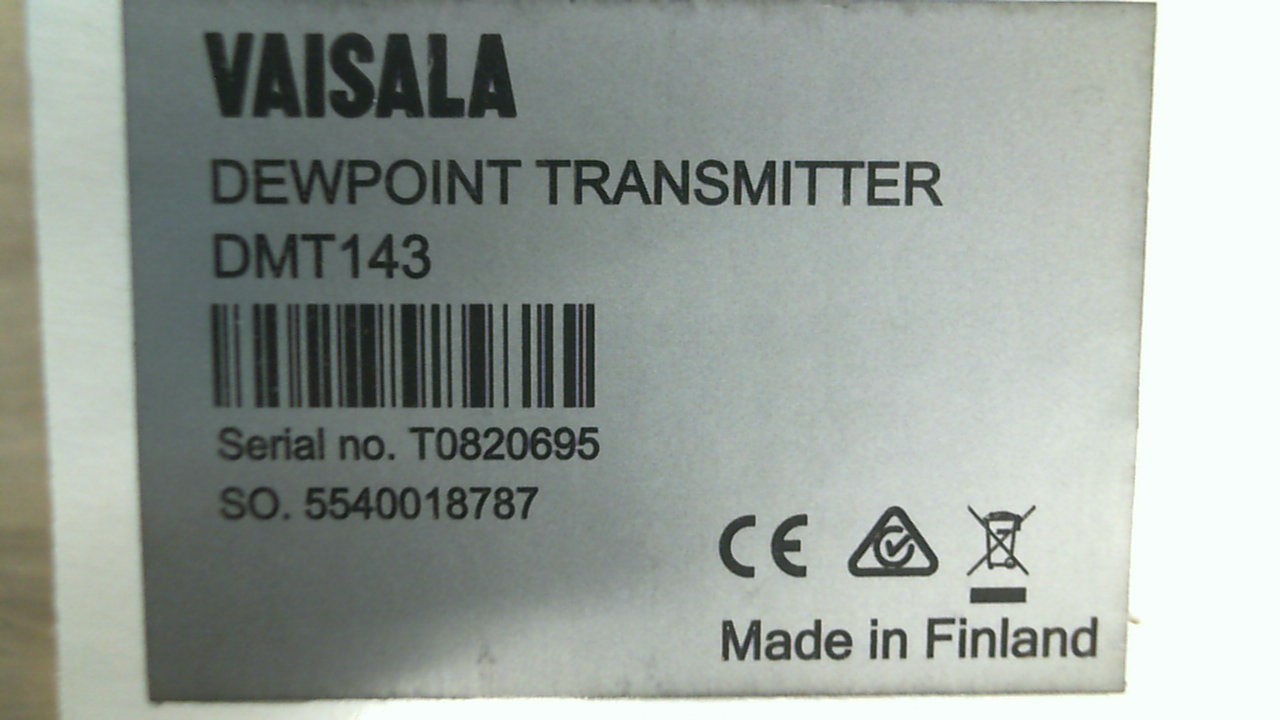 VAISALA
DEWPOINT TRANSMITTER
DMT143
Serial no. T0820695
SO. 5540018787
CE
Made in Finland